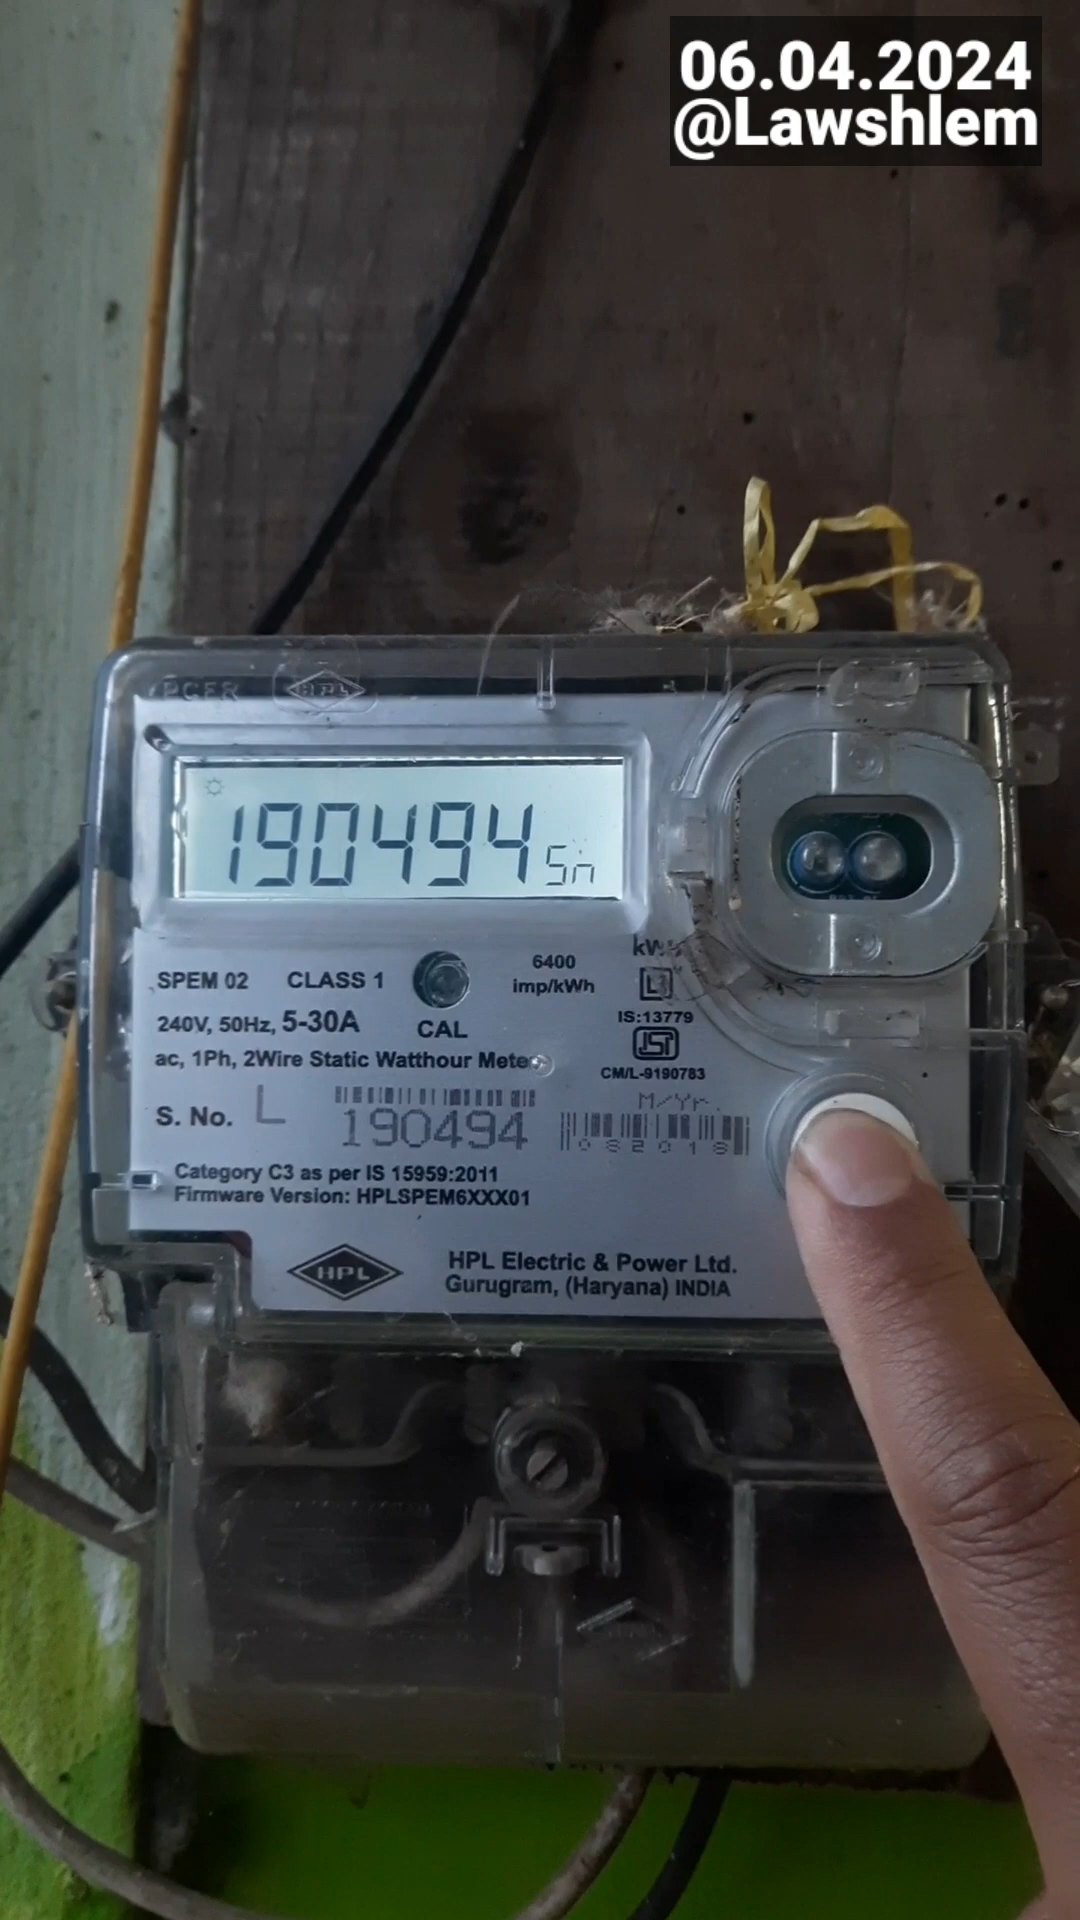 06.04.2024
@Lawshlem
HPL
190494 Sn
SPEM 02 CLASS 1
6400
imp/kWh
240V, 50Hz, 5-30A
CAL
IS:13779
ISI
CM/L-9190783
ac, 1Ph, 2Wire Static Watthour Meter
M/Yr.
S. No. L 190494
082018
Category C3 as per IS 15959:2011
Firmware Version: HPLSPEM6XXX01
HPL
HPL Electric & Power Ltd.
Gurugram, (Haryana) INDIA